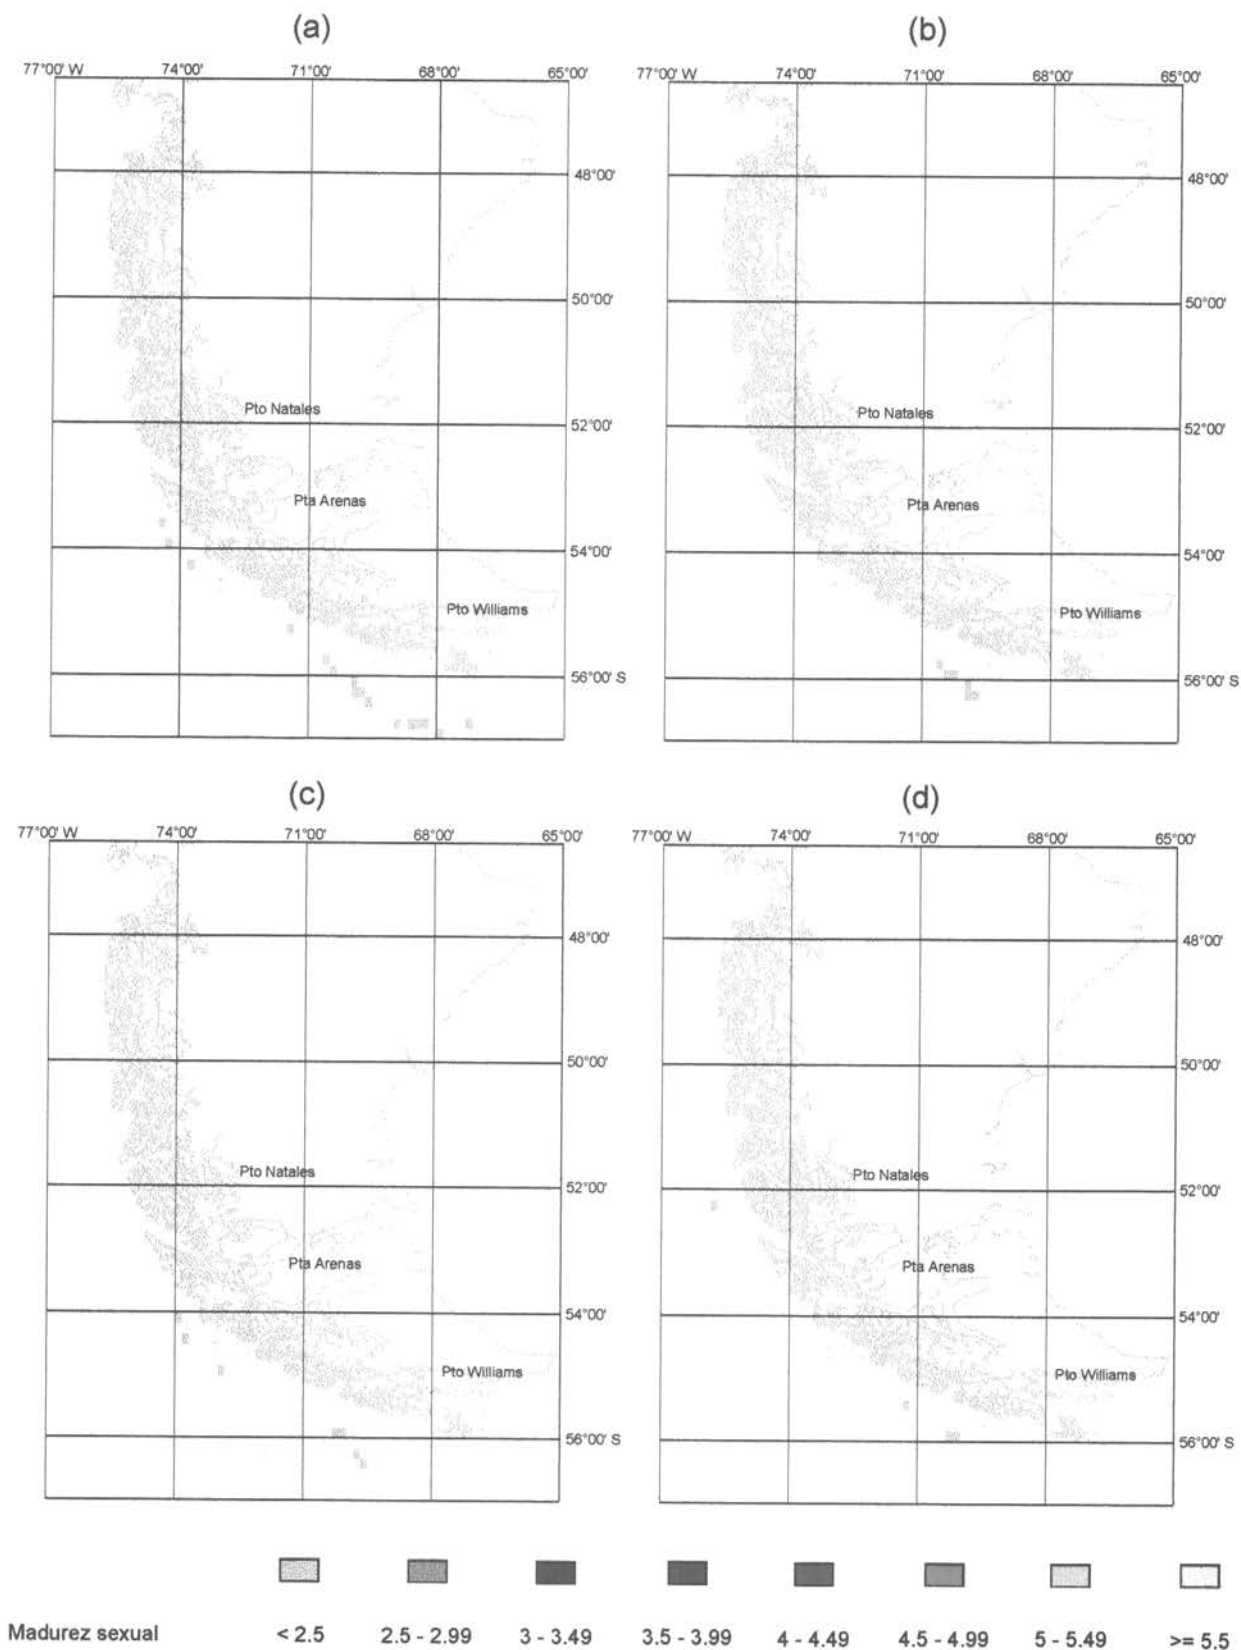 (a) (b)
77°00' W 74°00' 71°00' 68°00' 65°00' 77°00' W 74°00' 71°00' 68°00' 65°00'
48°00' 48°00'
50°00' 50°00'
Pto Natales Pto Natales
52°00' 52°00'
Pta Arenas Pta Arenas
54°00' 54°00'
Pto Williams Pto Williams
56°00' S 56°00' S
(c) (d)
77°00' W 74°00' 71°00' 68°00' 65°00' 77°00' W 74°00' 71°00' 68°00' 65°00'
48°00' 48°00'
50°00' 50°00'
Pto Natales Pto Natales
52°00' 52°00'
Pta Arenas Pta Arenas
54°00' 54°00'
Pto Williams Pto Williams
56°00' S 56°00' S
Madurez sexual < 2.5 2.5 - 2.99 3 - 3.49 3.5 - 3.99 4 - 4.49 4.5 - 4.99 5 - 5.49 >= 5.5